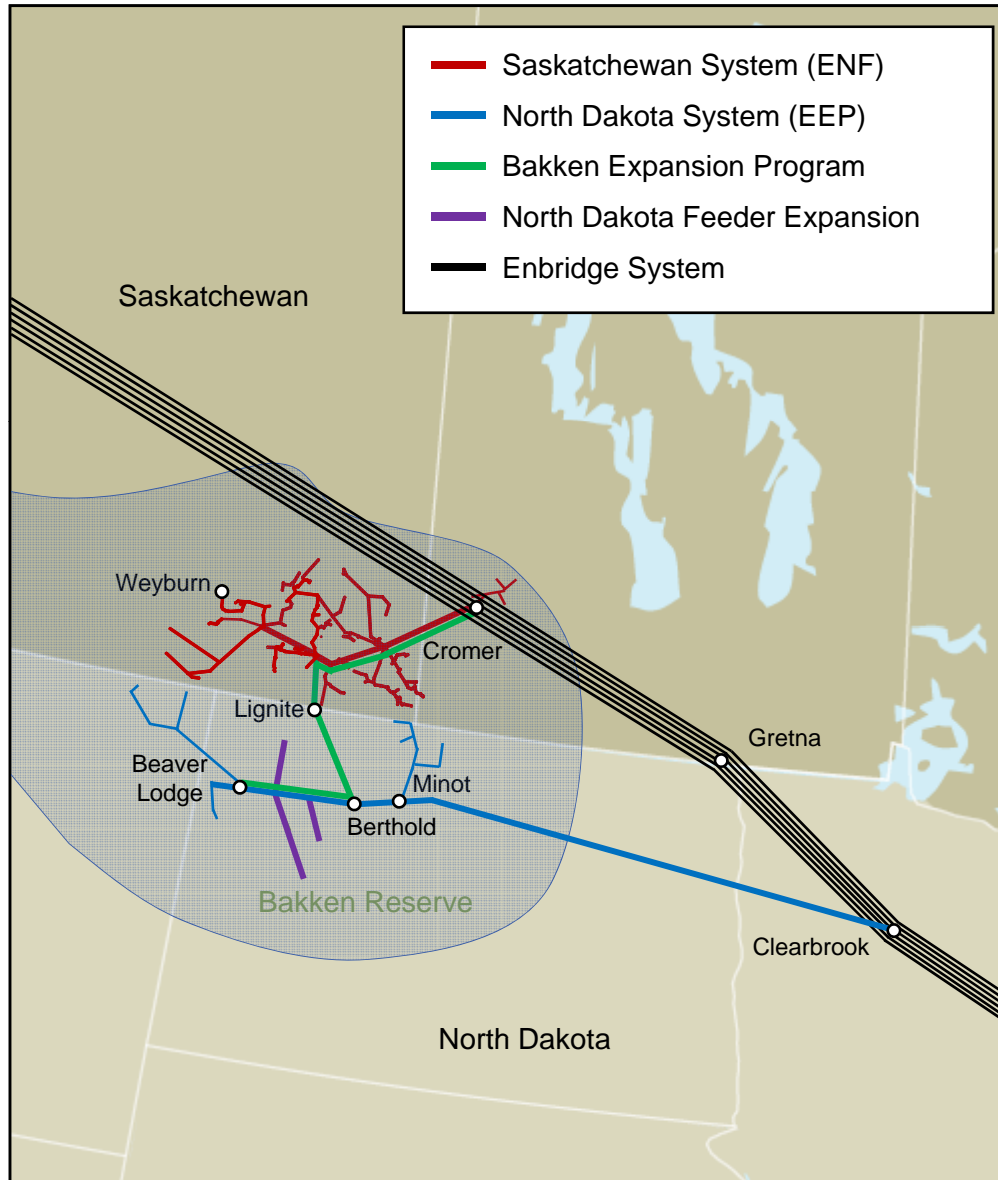 Saskatchewan System (ENF)
North Dakota System (EEP)
Bakken Expansion Program
North Dakota Feeder Expansion
Enbridge System
Saskatchewan
Weyburn
Cromer
Lignite
Gretna
Beaver
Lodge
Minot
Berthold
Bakken Reserve
Clearbrook
North Dakota